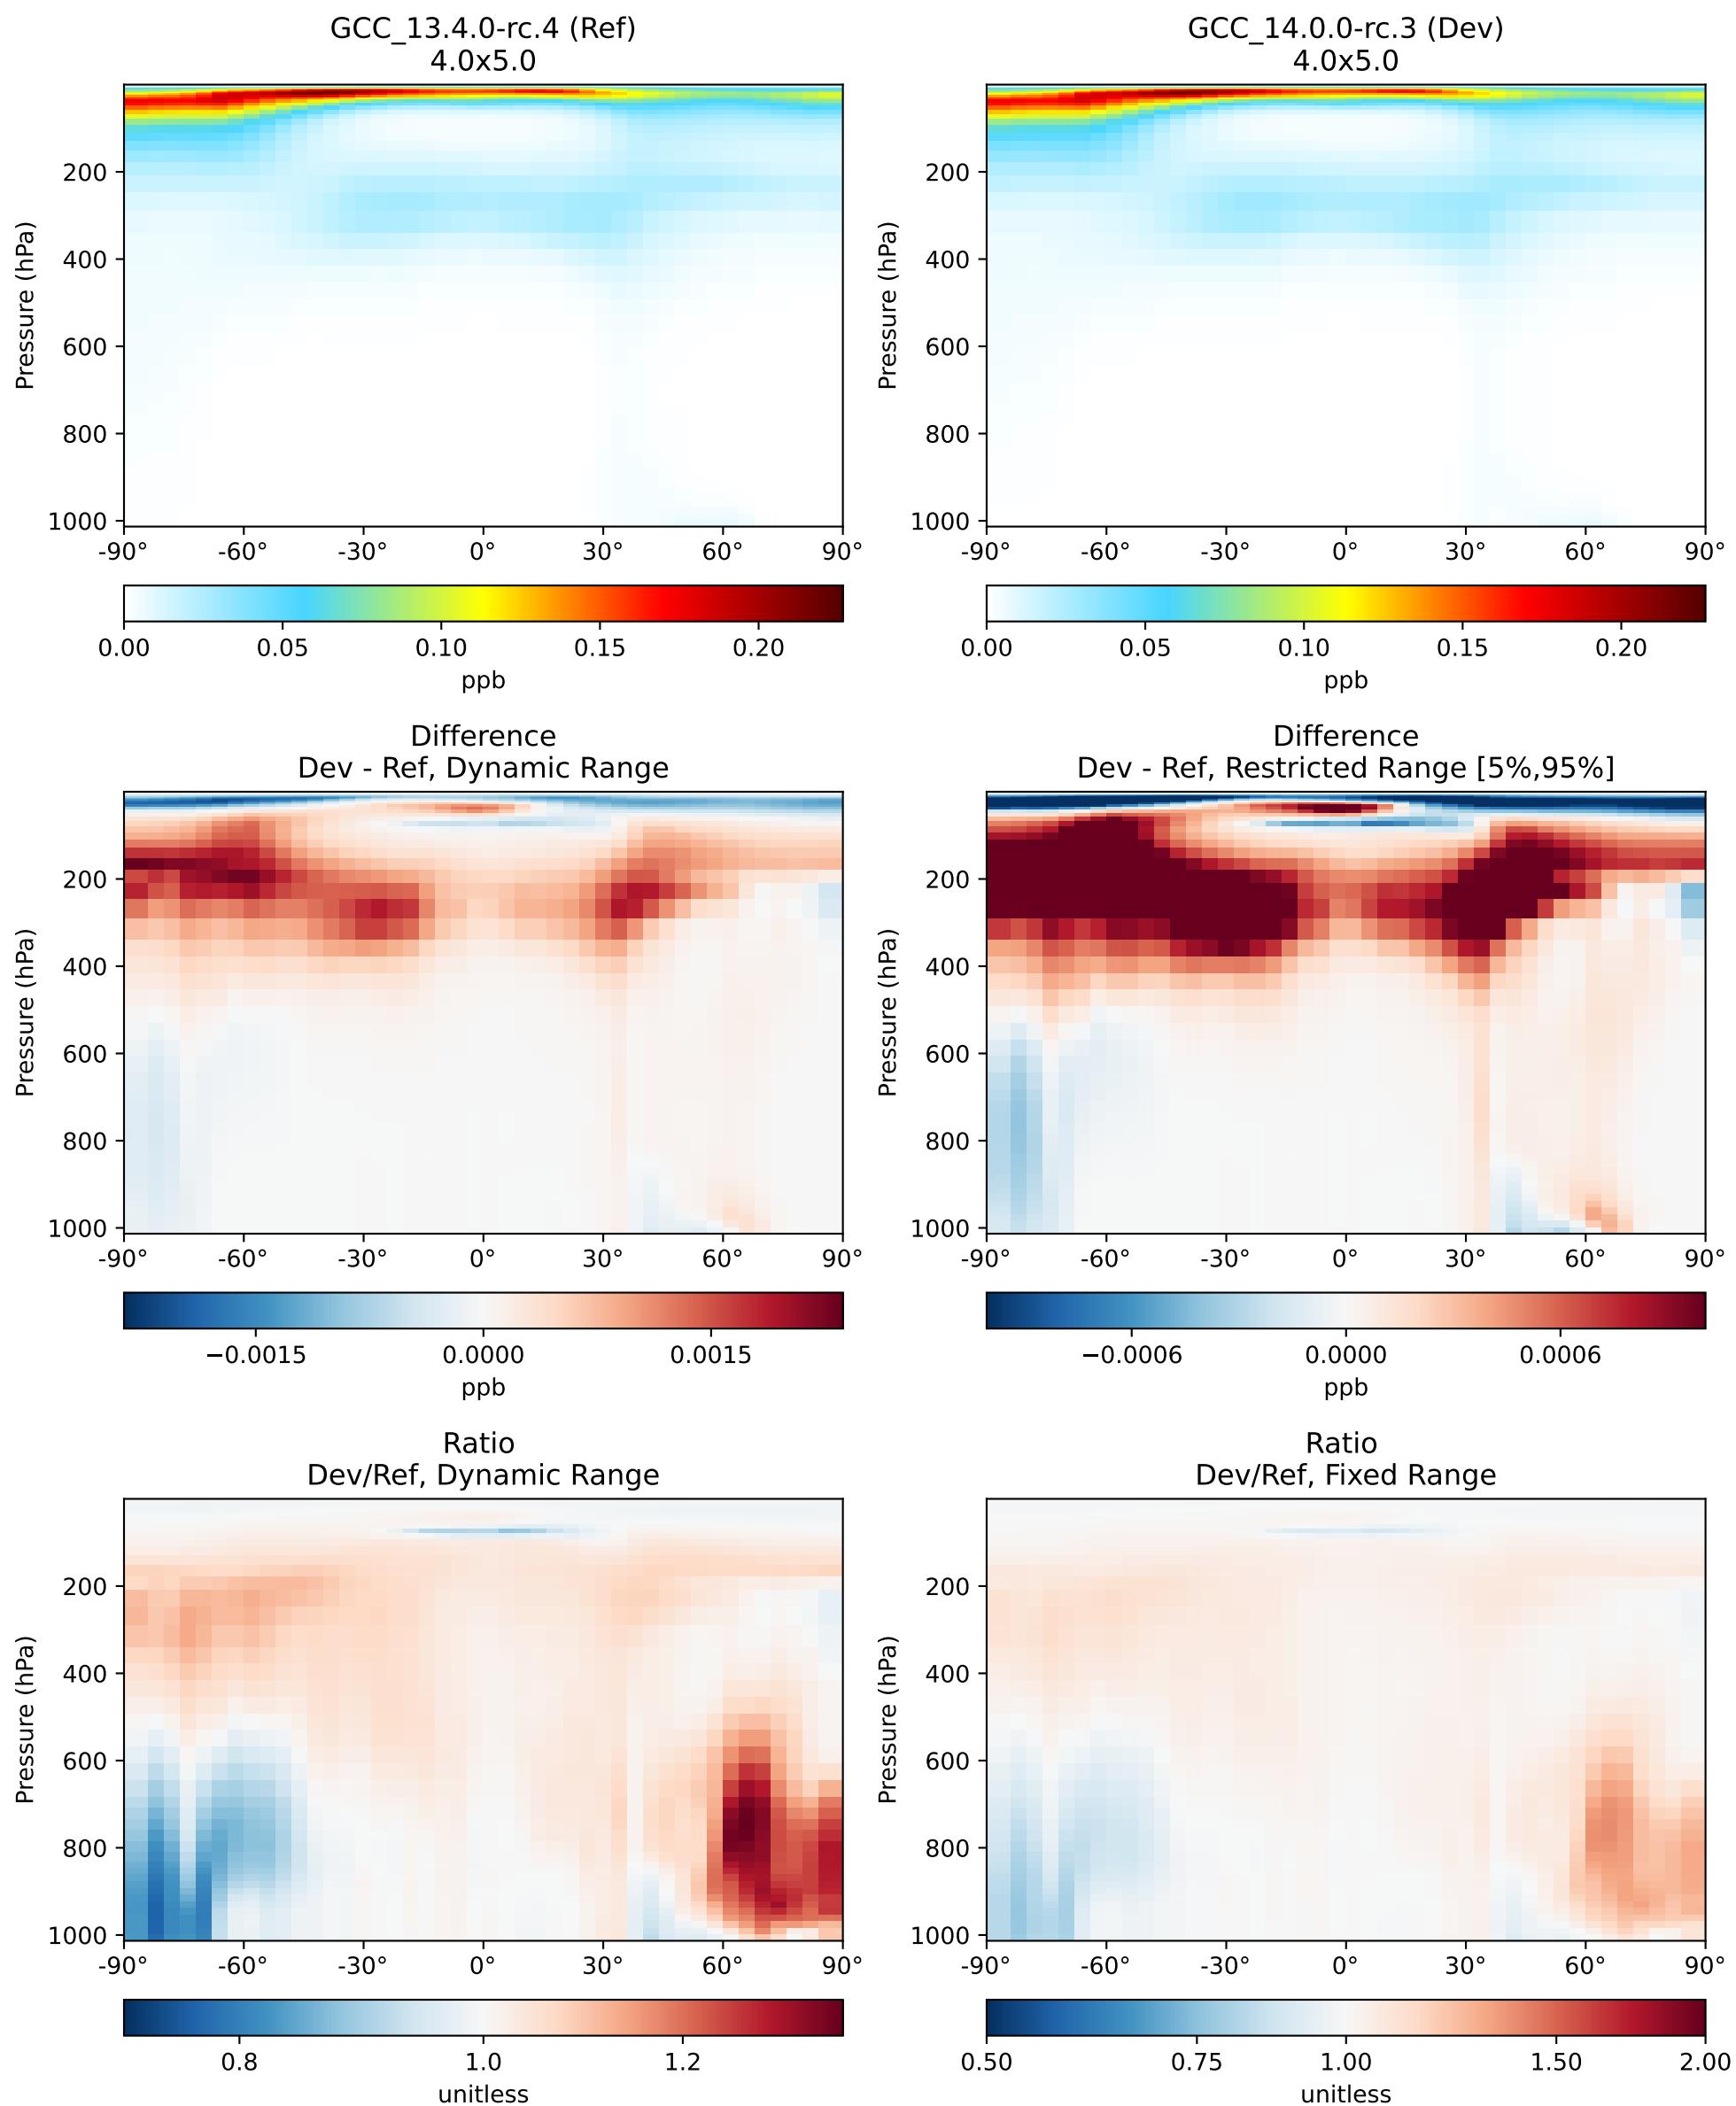 GCC_13.4.0-rc.4 (Ref)
4.0x5.0
Pressure (hPa)
200
400
600
800
1000
-90° -60° -30° 0° 30° 60° 90°
0.00 0.05 0.10 0.15 0.20
ppb
GCC_14.0.0-rc.3 (Dev)
4.0x5.0
Pressure (hPa)
200
400
600
800
1000
-90° -60° -30° 0° 30° 60° 90°
0.00 0.05 0.10 0.15 0.20
ppb
Difference
Dev - Ref, Dynamic Range
Pressure (hPa)
200
400
600
800
1000
-90° -60° -30° 0° 30° 60° 90°
−0.0015 0.0000 0.0015
ppb
Difference
Dev - Ref, Restricted Range [5%,95%]
Pressure (hPa)
200
400
600
800
1000
-90° -60° -30° 0° 30° 60° 90°
−0.0006 0.0000 0.0006
ppb
Ratio
Dev/Ref, Dynamic Range
Pressure (hPa)
200
400
600
800
1000
-90° -60° -30° 0° 30° 60° 90°
0.8 1.0 1.2
unitless
Ratio
Dev/Ref, Fixed Range
Pressure (hPa)
200
400
600
800
1000
-90° -60° -30° 0° 30° 60° 90°
0.50 0.75 1.00 1.50 2.00
unitless